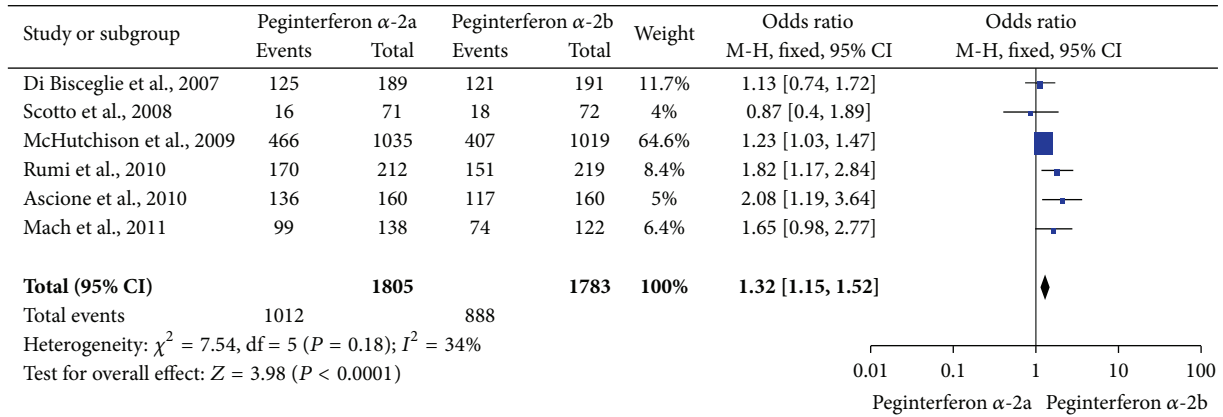 Study or subgroup Peginterferon α-2a Peginterferon α-2b Weight Odds ratio Odds ratio
Events Total Events Total M-H, fixed, 95% CI M-H, fixed, 95% CI
Di Bisceglie et al., 2007 125 189 121 191 11.7% 1.13 [0.74, 1.72]
Scotto et al., 2008 16 71 18 72 4% 0.87 [0.4, 1.89]
McHutchison et al., 2009 466 1035 407 1019 64.6% 1.23 [1.03, 1.47]
Rumi et al., 2010 170 212 151 219 8.4% 1.82 [1.17, 2.84]
Ascione et al., 2010 136 160 117 160 5% 2.08 [1.19, 3.64]
Mach et al., 2011 99 138 74 122 6.4% 1.65 [0.98, 2.77]
Total (95% CI) 1805 1783 100% 1.32 [1.15, 1.52]
Total events 1012 888
Heterogeneity: χ² = 7.54, df = 5 (P = 0.18); I² = 34%
Test for overall effect: Z = 3.98 (P < 0.0001)
0.01 0.1 1 10 100
Peginterferon α-2a Peginterferon α-2b